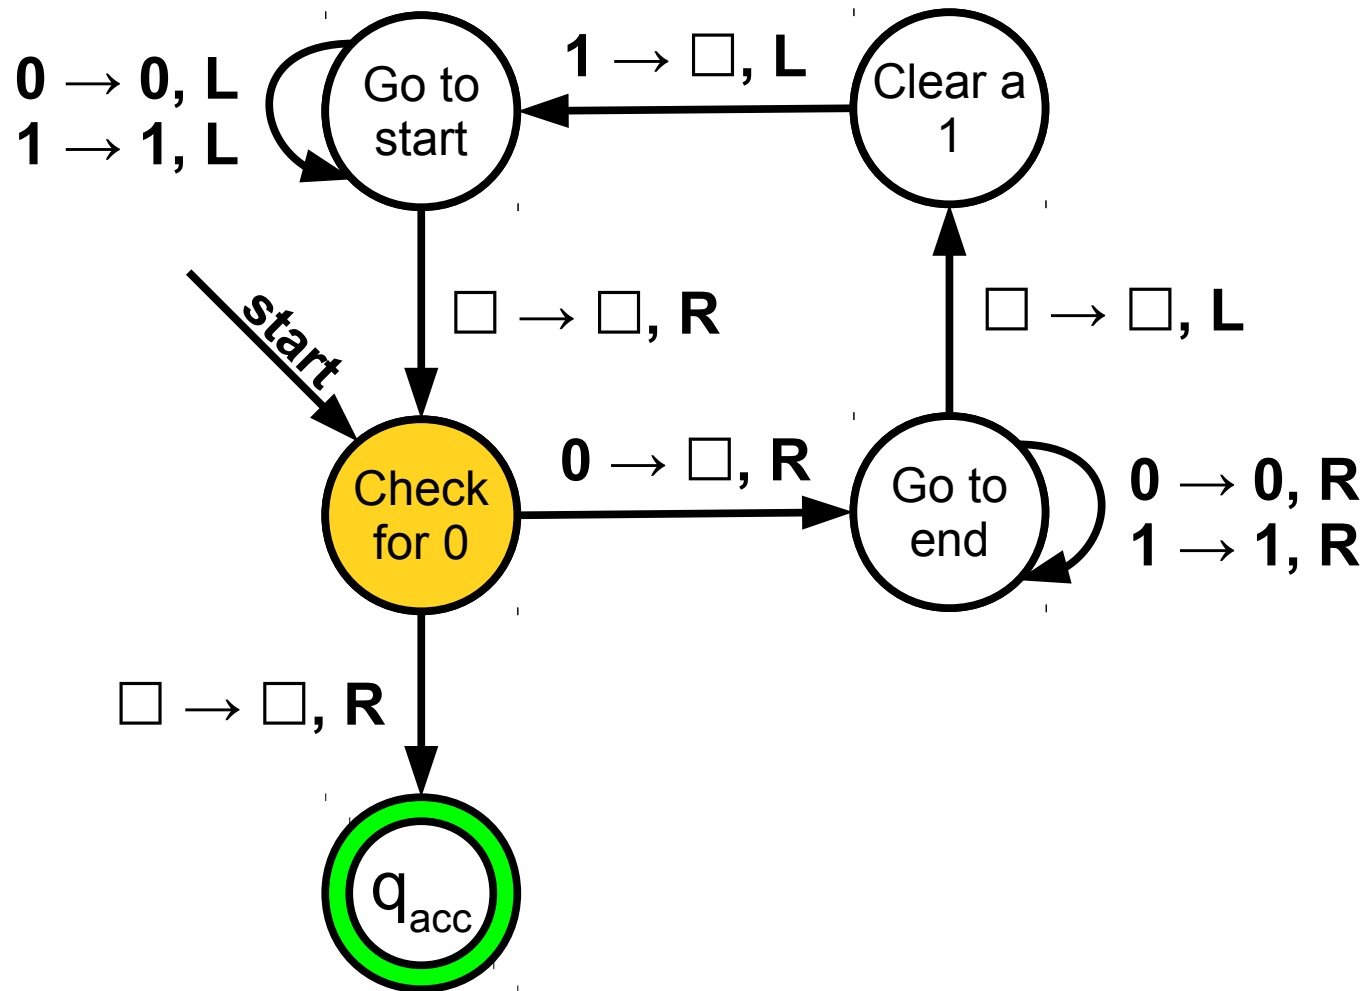 0 → 0, L
1 → 1, L
Go to
start
1 → □, L
Clear a
1
start
□ → □, R
□ → □, L
Check
for 0
0 → □, R
Go to
end
0 → 0, R
1 → 1, R
□ → □, R
qacc